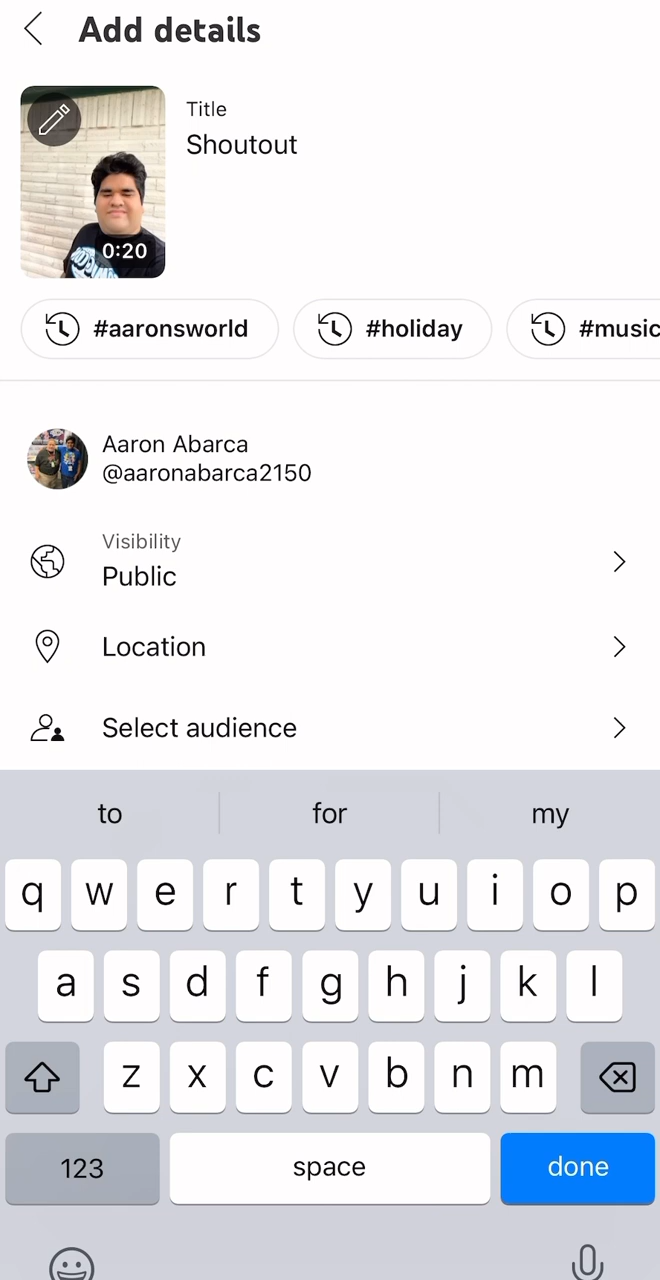 Add details
Title
Shoutout
0:20
#aaronsworld
#holiday
#music
Aaron Abarca
@aaronabarca2150
Visibility
Public
Location
Select audience
to
for
my
q w e r t y u i o p
a s d f g h j k l
z x c v b n m
123
space
done